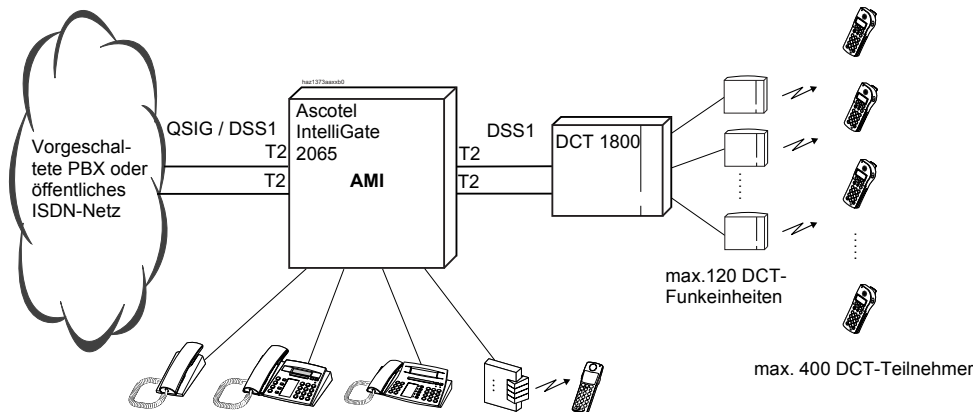 haz1373aaxxb0
Ascotel
IntelliGate
2065
AMI
QSIG / DSS1
T2
T2
Vorgeschal-
tete PBX oder
öffentliches
ISDN-Netz
DSS1
T2
T2
DCT 1800
max.120 DCT-
Funkeinheiten
max. 400 DCT-Teilnehmer